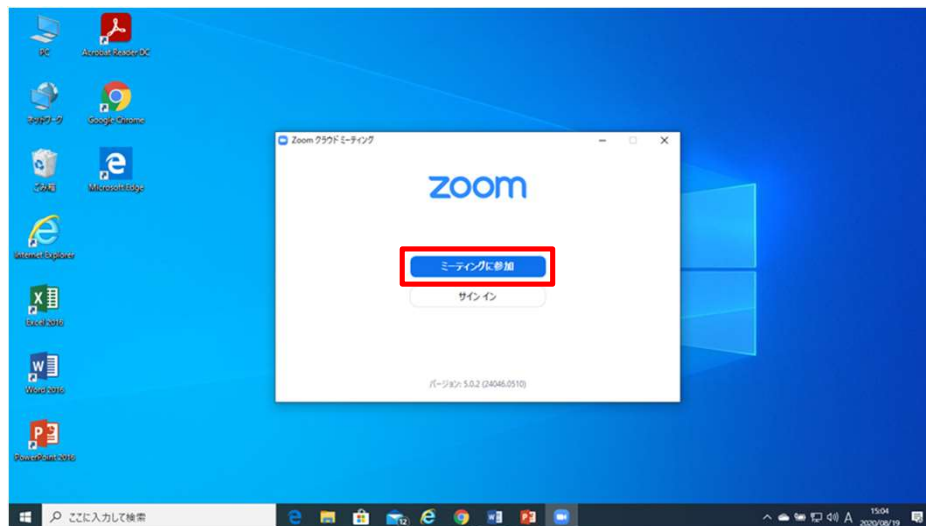 PC
Acrobat Reader DC
ネットワーク
Google Chrome
ごみ箱
Microsoft Edge
Internet Explorer
Excel 2016
Word 2016
PowerPoint 2016
Zoom クラウド ミーティング
zoom
ミーティングに参加
サイン イン
バージョン: 5.0.2 (24046.0510)
ここに入力して検索
12
A
15:04
2020/08/19